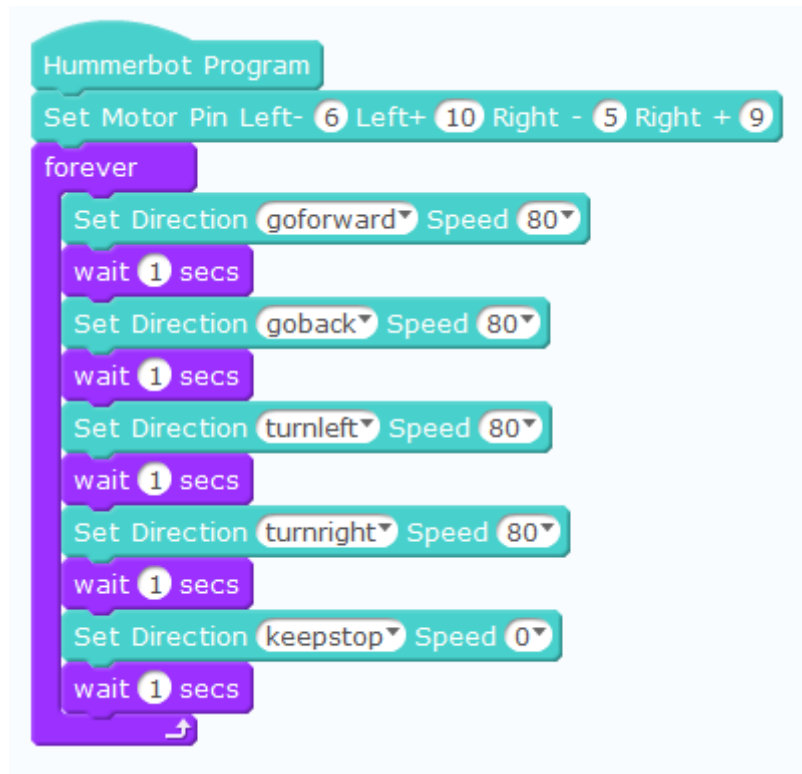 Hummerbot Program
Set Motor Pin Left- 6 Left+ 10 Right - 5 Right + 9
forever
Set Direction goforward Speed 80
wait 1 secs
Set Direction goback Speed 80
wait 1 secs
Set Direction turnleft Speed 80
wait 1 secs
Set Direction turnright Speed 80
wait 1 secs
Set Direction keepstop Speed 0
wait 1 secs